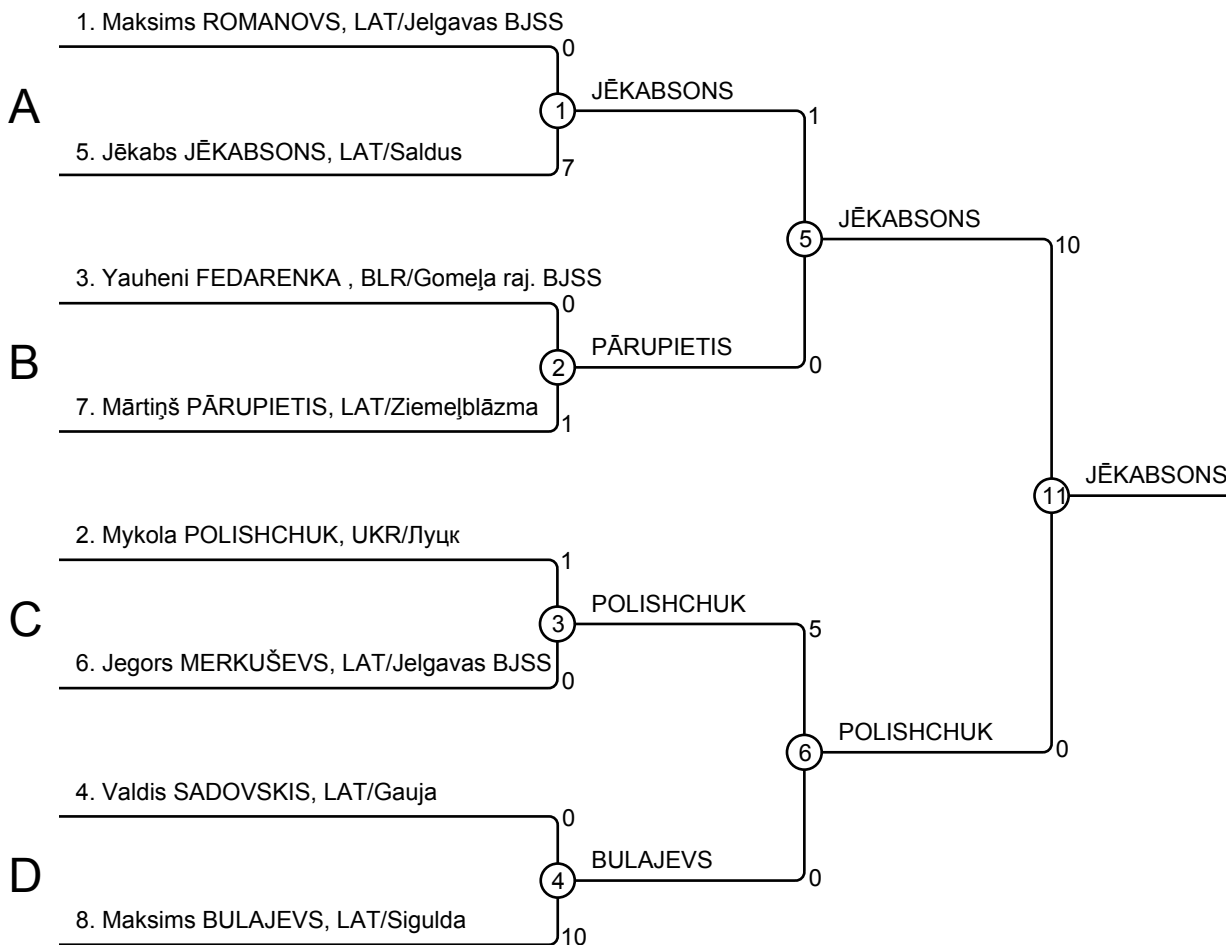 1. Maksims ROMANOVS, LAT/Jelgavas BJSS
0
JĒKABSONS
A
1
1
5. Jēkabs JĒKABSONS, LAT/Saldus
7
JĒKABSONS
5
10
3. Yauheni FEDARENKA , BLR/Gomeļa raj. BJSS
0
PĀRUPIETIS
B
2
0
7. Mārtiņš PĀRUPIETIS, LAT/Ziemeļblāzma
1
JĒKABSONS
11
2. Mykola POLISHCHUK, UKR/Луцк
1
POLISHCHUK
C
3
5
6. Jegors MERKUŠEVS, LAT/Jelgavas BJSS
0
POLISHCHUK
6
0
4. Valdis SADOVSKIS, LAT/Gauja
0
BULAJEVS
D
4
0
8. Maksims BULAJEVS, LAT/Sigulda
10